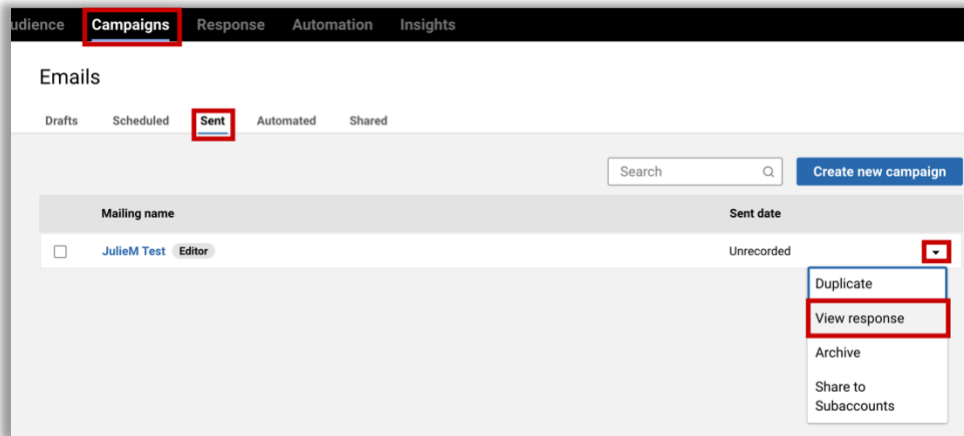 udience Campaigns Response Automation Insights
Emails
Drafts Scheduled Sent Automated Shared
Search Create new campaign
Mailing name Sent date
JulieM Test Editor Unrecorded
Duplicate
View response
Archive
Share to
Subaccounts